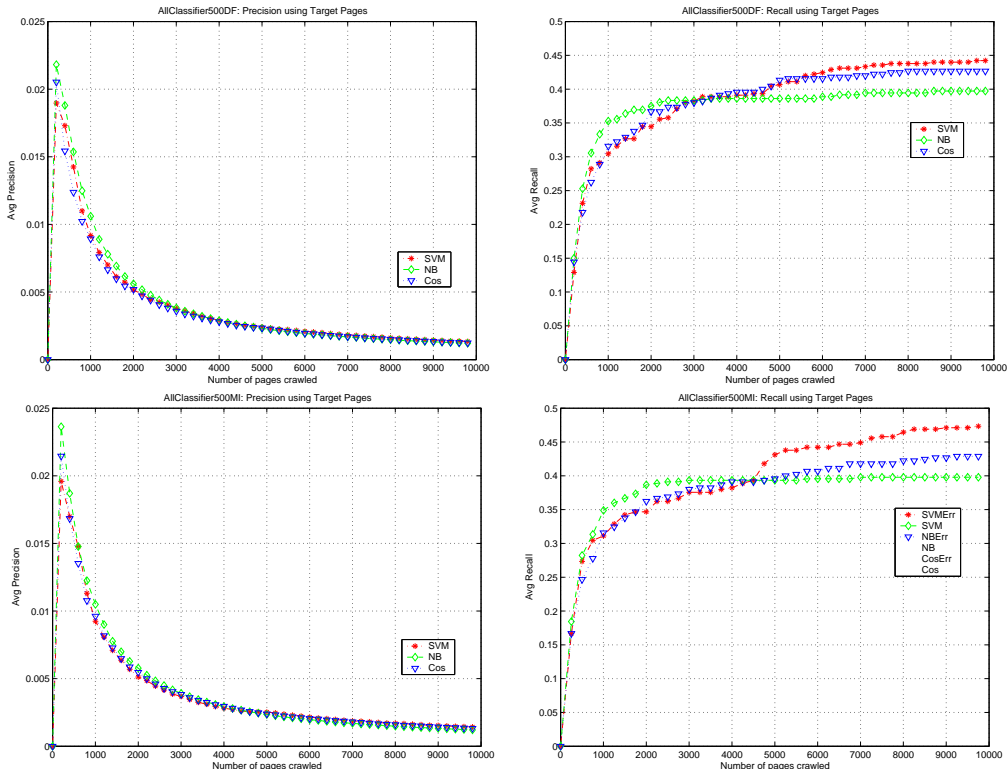 AllClassifier500DF: Precision using Target Pages
0.025
0.02
0.015
0.01
0.005
0
Avg Precision
SVM
NB
Cos
0 1000 2000 3000 4000 5000 6000 7000 8000 9000 10000
Number of pages crawled
AllClassifier500DF: Recall using Target Pages
0.5
0.45
0.4
0.35
0.3
0.25
0.2
0.15
0.1
0.05
0
Avg Recall
SVM
NB
Cos
0 1000 2000 3000 4000 5000 6000 7000 8000 9000 10000
Number of pages crawled
AllClassifier500MI: Precision using Target Pages
0.025
0.02
0.015
0.01
0.005
0
Avg Precision
SVM
NB
Cos
0 1000 2000 3000 4000 5000 6000 7000 8000 9000 10000
Number of pages crawled
AllClassifier500MI: Recall using Target Pages
0.5
0.45
0.4
0.35
0.3
0.25
0.2
0.15
0.1
0.05
0
Avg Recall
SVMErr
SVM
NBErr
NB
CosErr
Cos
0 1000 2000 3000 4000 5000 6000 7000 8000 9000 10000
Number of pages crawled